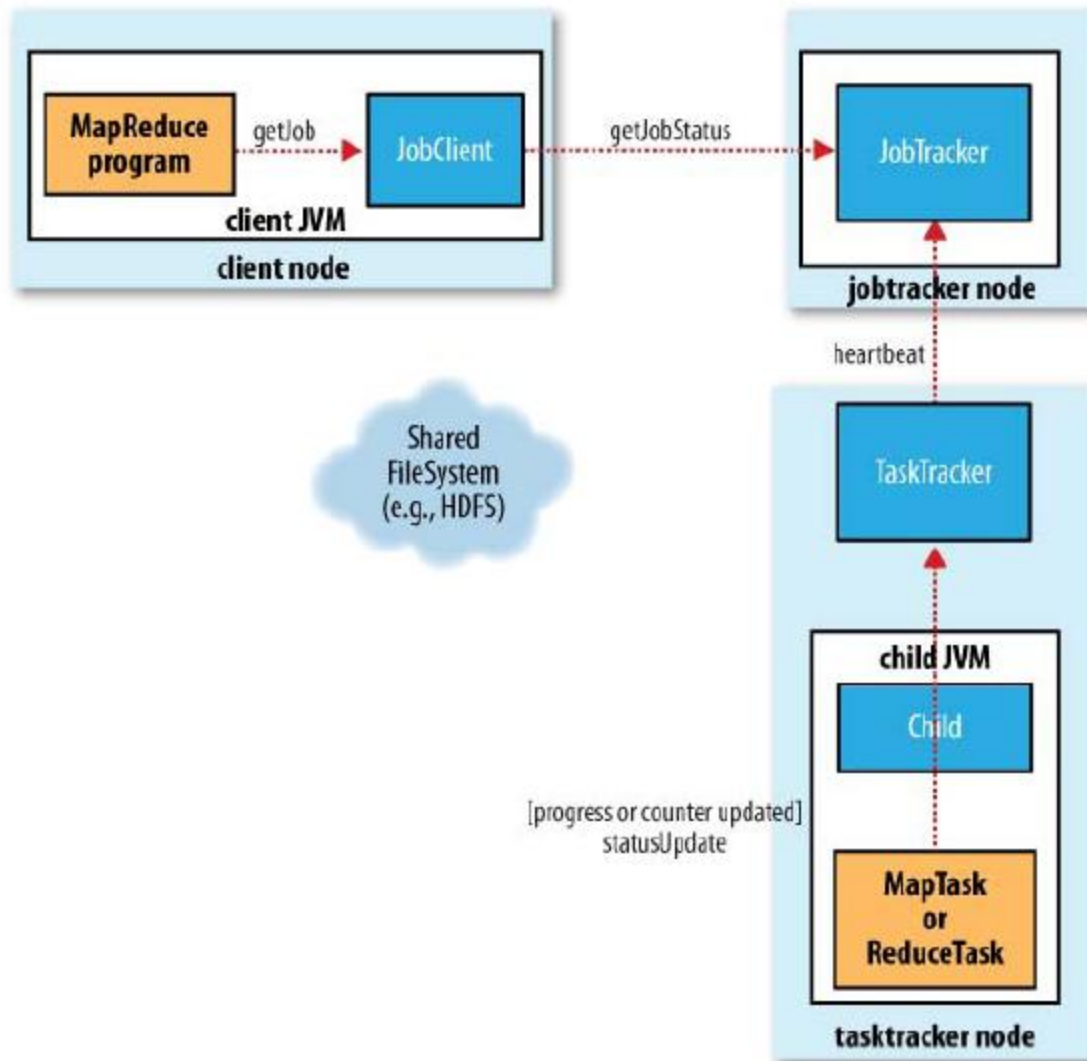 MapReduce
program
getJob
JobClient
client JVM
client node
getJobStatus
JobTracker
jobtracker node
heartbeat
Shared
FileSystem
(e.g., HDFS)
TaskTracker
child JVM
Child
[progress or counter updated]
statusUpdate
MapTask
or
ReduceTask
tasktracker node